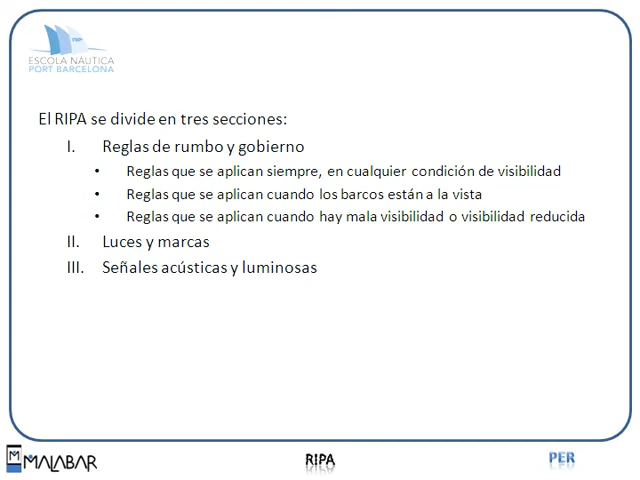 ESCOLA NÁUTICA
PORT BARCELONA
El RIPA se divide en tres secciones:
I. Reglas de rumbo y gobierno
• Reglas que se aplican siempre, en cualquier condición de visibilidad
• Reglas que se aplican cuando los barcos están a la vista
• Reglas que se aplican cuando hay mala visibilidad o visibilidad reducida
II. Luces y marcas
III. Señales acústicas y luminosas
MALABAR
RIPA
PER